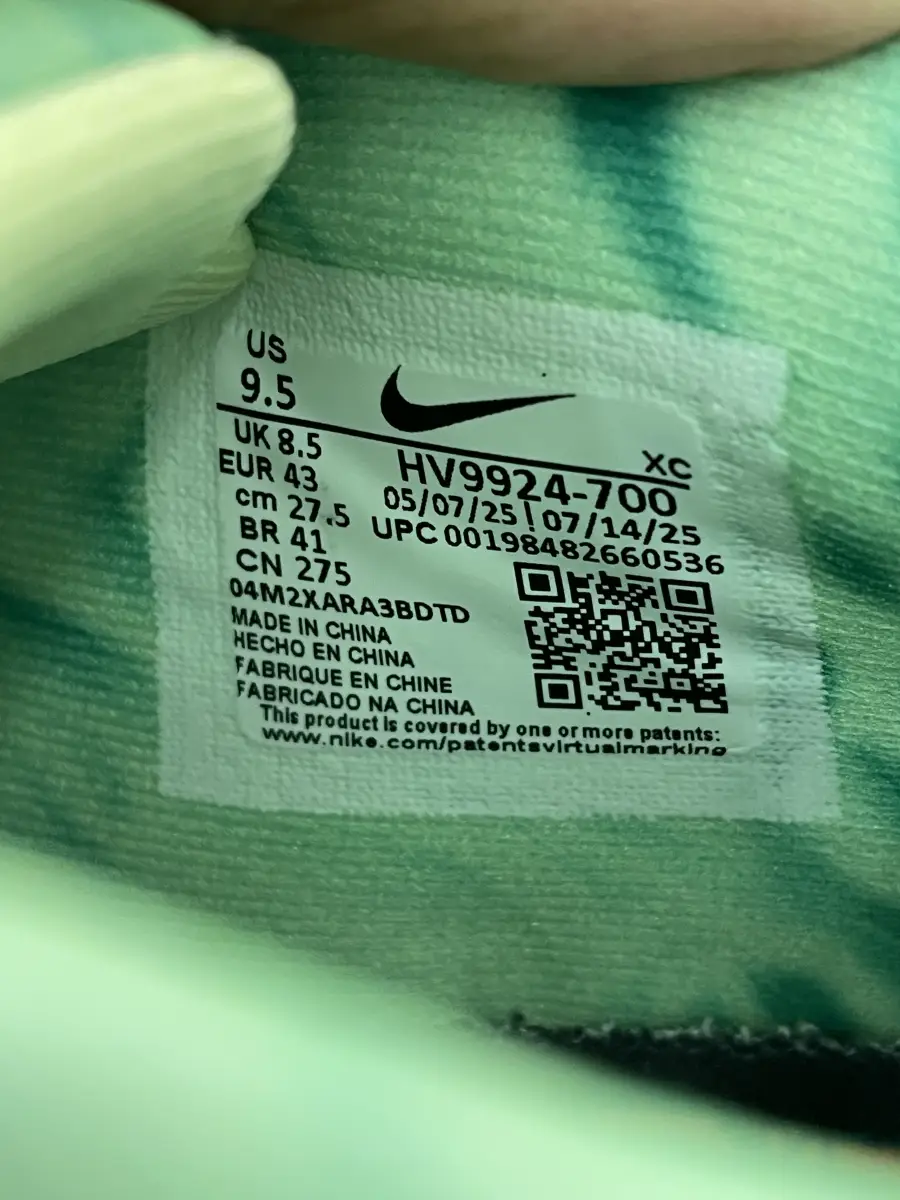 US
9.5
UK 8.5
EUR 43
cm 27.5
BR 41
CN 275
XC
HV9924-700
05/07/25 | 07/14/25
UPC 00198482660536
04M2XARA3BDTD
MADE IN CHINA
HECHO EN CHINA
FABRIQUE EN CHINE
FABRICADO NA CHINA
This product is covered by one or more patents:
www.nike.com/patentsvirtualmarking